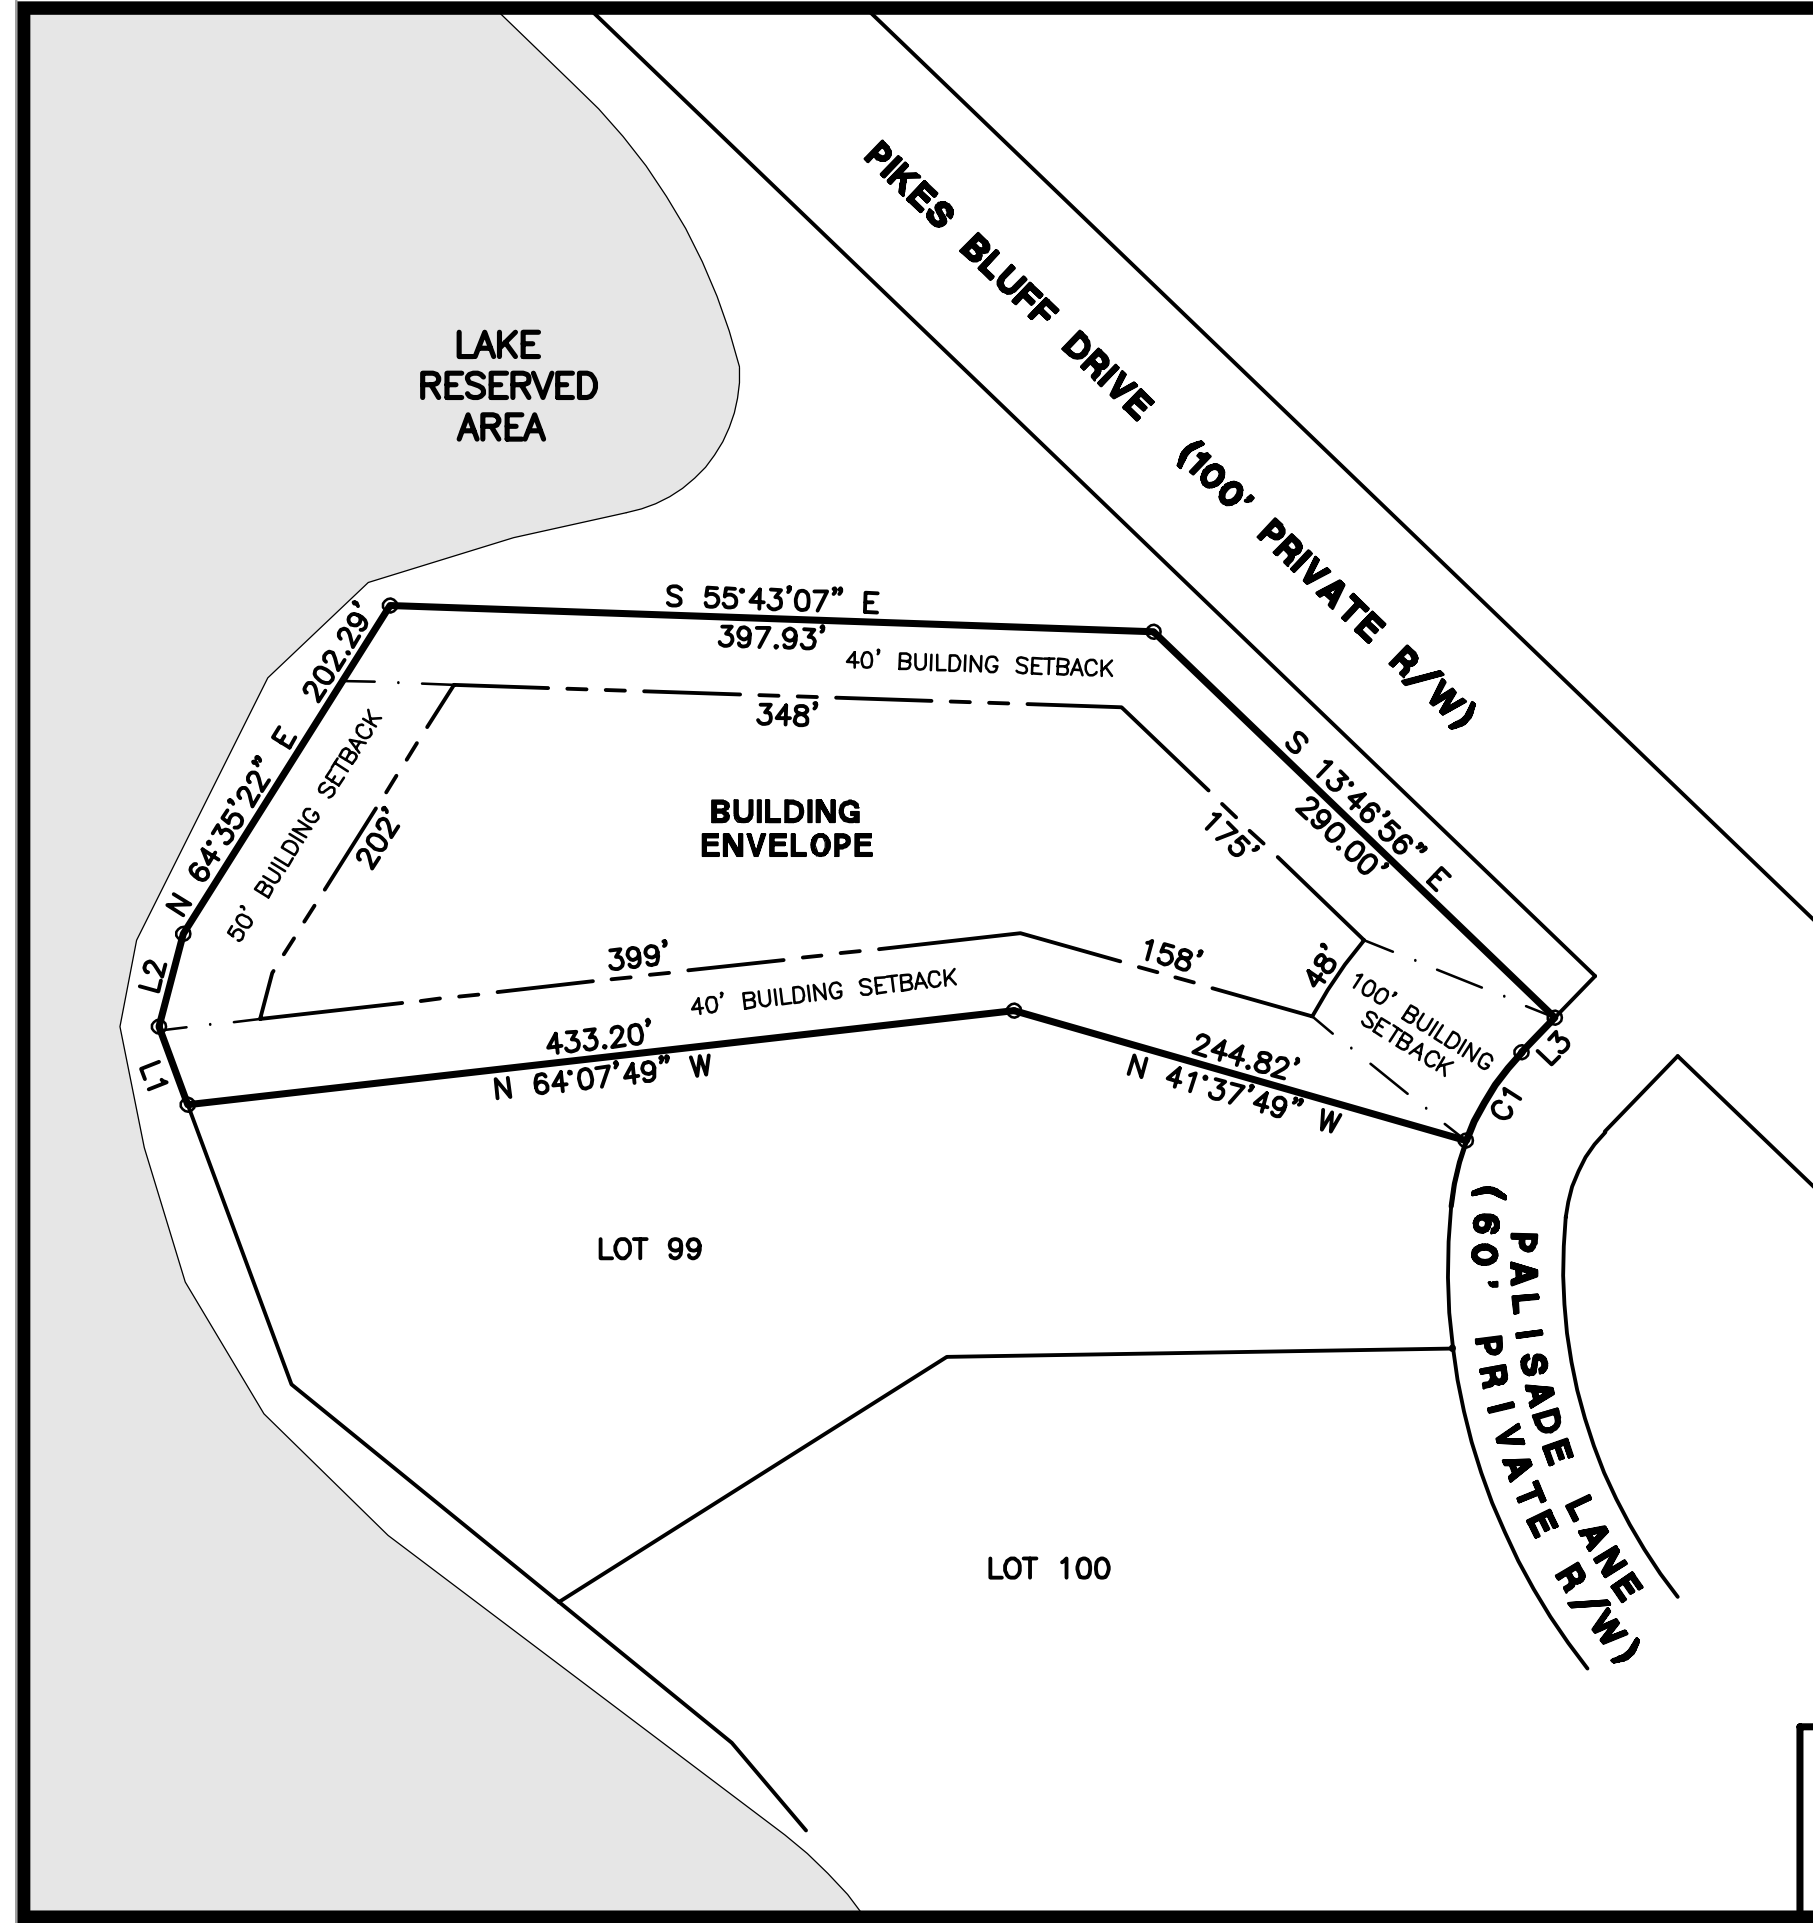 PIKES BLUFF DRIVE (100' PRIVATE R/W)
LAKE
RESERVED
AREA
S 55°43'07" E
397.93'
40' BUILDING SETBACK
348'
N 64°35'22" E 202.29'
50' BUILDING SETBACK
202'
BUILDING
ENVELOPE
175'
S 13°46'56" E
290.00'
399'
40' BUILDING SETBACK
158'
48'
100' BUILDING
SETBACK
L2
L1
433.20'
N 64°07'49" W
244.82'
N 41°37'49" W
L3
C1
LOT 99
PALISADE LANE
(60' PRIVATE R/W)
LOT 100